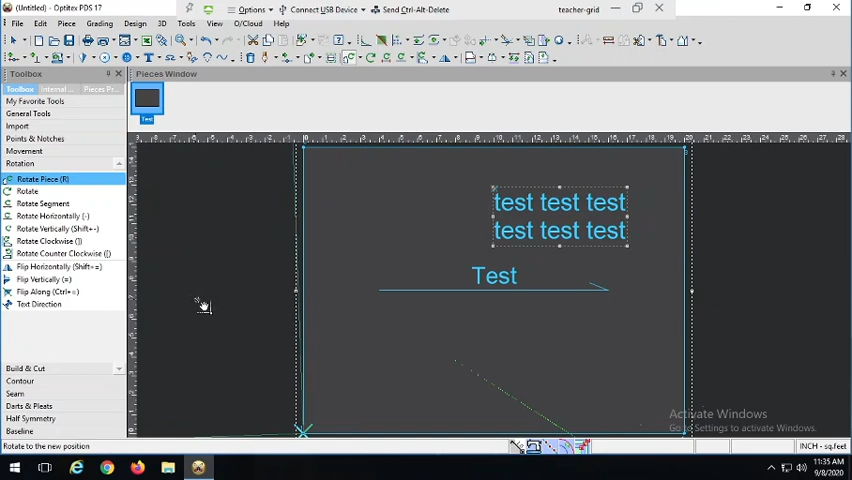 (Untitled) - Optitex PDS 17
Options
Connect USB Device
Send Ctrl-Alt-Delete
teacher-grid
File Edit Piece Grading Design 3D Tools View O/Cloud Help
Toolbox
Pieces Window
Toolbox Internal ... Pieces Pr...
My Favorite Tools
General Tools
Import
Points & Notches
Movement
Rotation
Rotate Piece (R)
Rotate
Rotate Segment
Rotate Horizontally (-)
Rotate Vertically (Shift+-)
Rotate Clockwise (])
Rotate Counter Clockwise ([)
Flip Horizontally (Shift+=)
Flip Vertically (=)
Flip Along (Ctrl+=)
Text Direction
Build & Cut
Contour
Seam
Darts & Pleats
Half Symmetry
Baseline
Test
test test test
test test test
Test
Activate Windows
Go to Settings to activate Windows.
Rotate to the new position
INCH - sq.feet
11:35 AM
9/8/2020